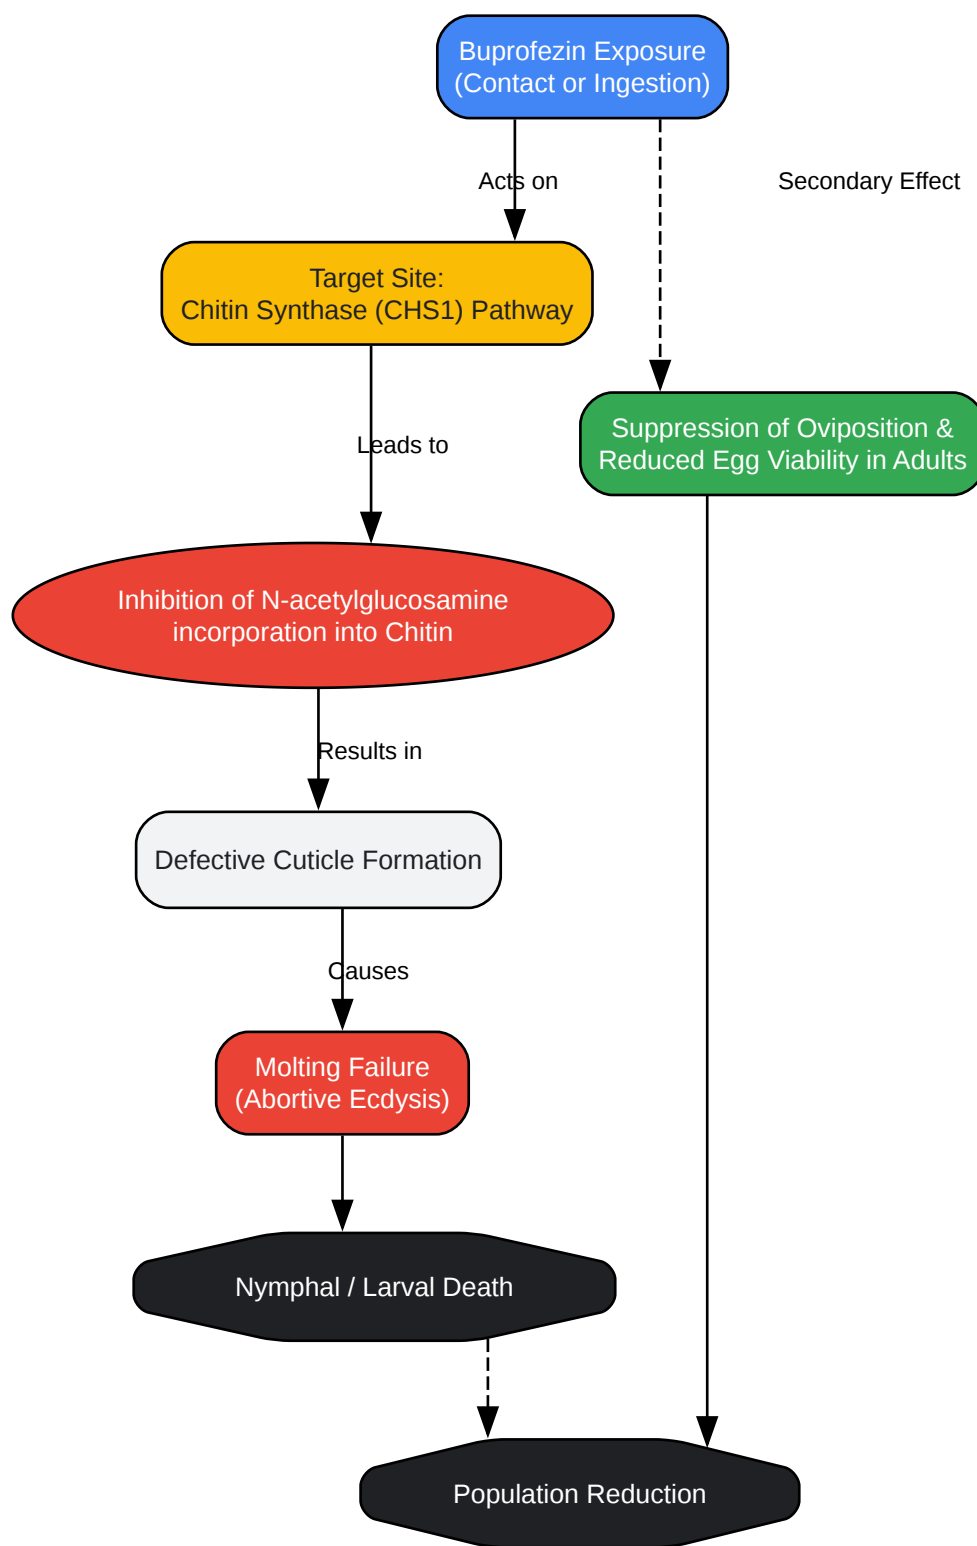 Buprofezin Exposure
(Contact or Ingestion)
Acts on
Secondary Effect
Target Site:
Chitin Synthase (CHS1) Pathway
Leads to
Suppression of Oviposition &
Reduced Egg Viability in Adults
Inhibition of N-acetylglucosamine
incorporation into Chitin
Results in
Defective Cuticle Formation
Causes
Molting Failure
(Abortive Ecdysis)
Nymphal / Larval Death
Population Reduction